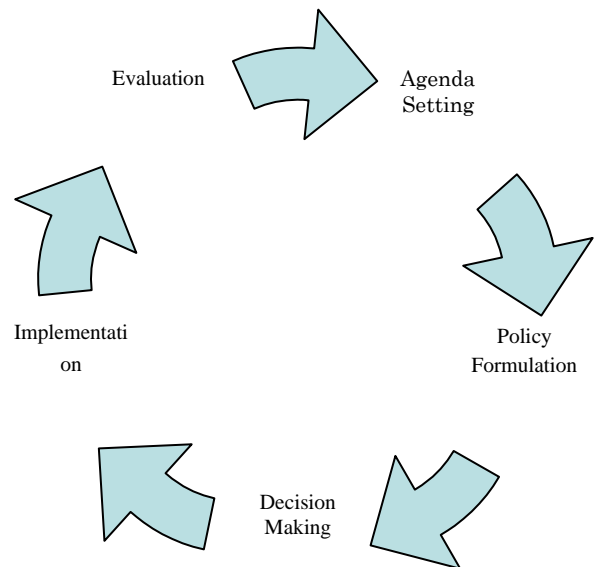 Evaluation
Agenda
Setting
Policy
Formulation
Decision
Making
Implementati
on